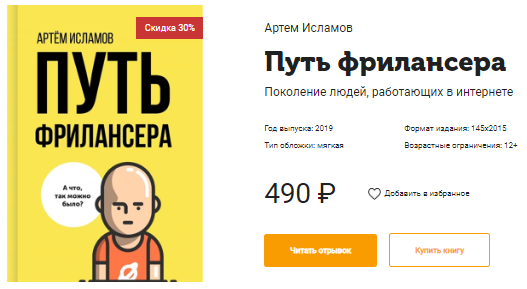 Скидка 30%
АРТЁМ ИСЛАМОВ
ПУТЬ
ФРИЛАНСЕРА
А что,
так можно
было?
Артем Исламов
Путь фрилансера
Поколение людей, работающих в интернете
Год выпуска: 2019
Формат издания: 145x2015
Тип обложки: мягкая
Возрастные ограничения: 12+
490 ₽
Добавить в избранное
Читать отрывок
Купить книгу